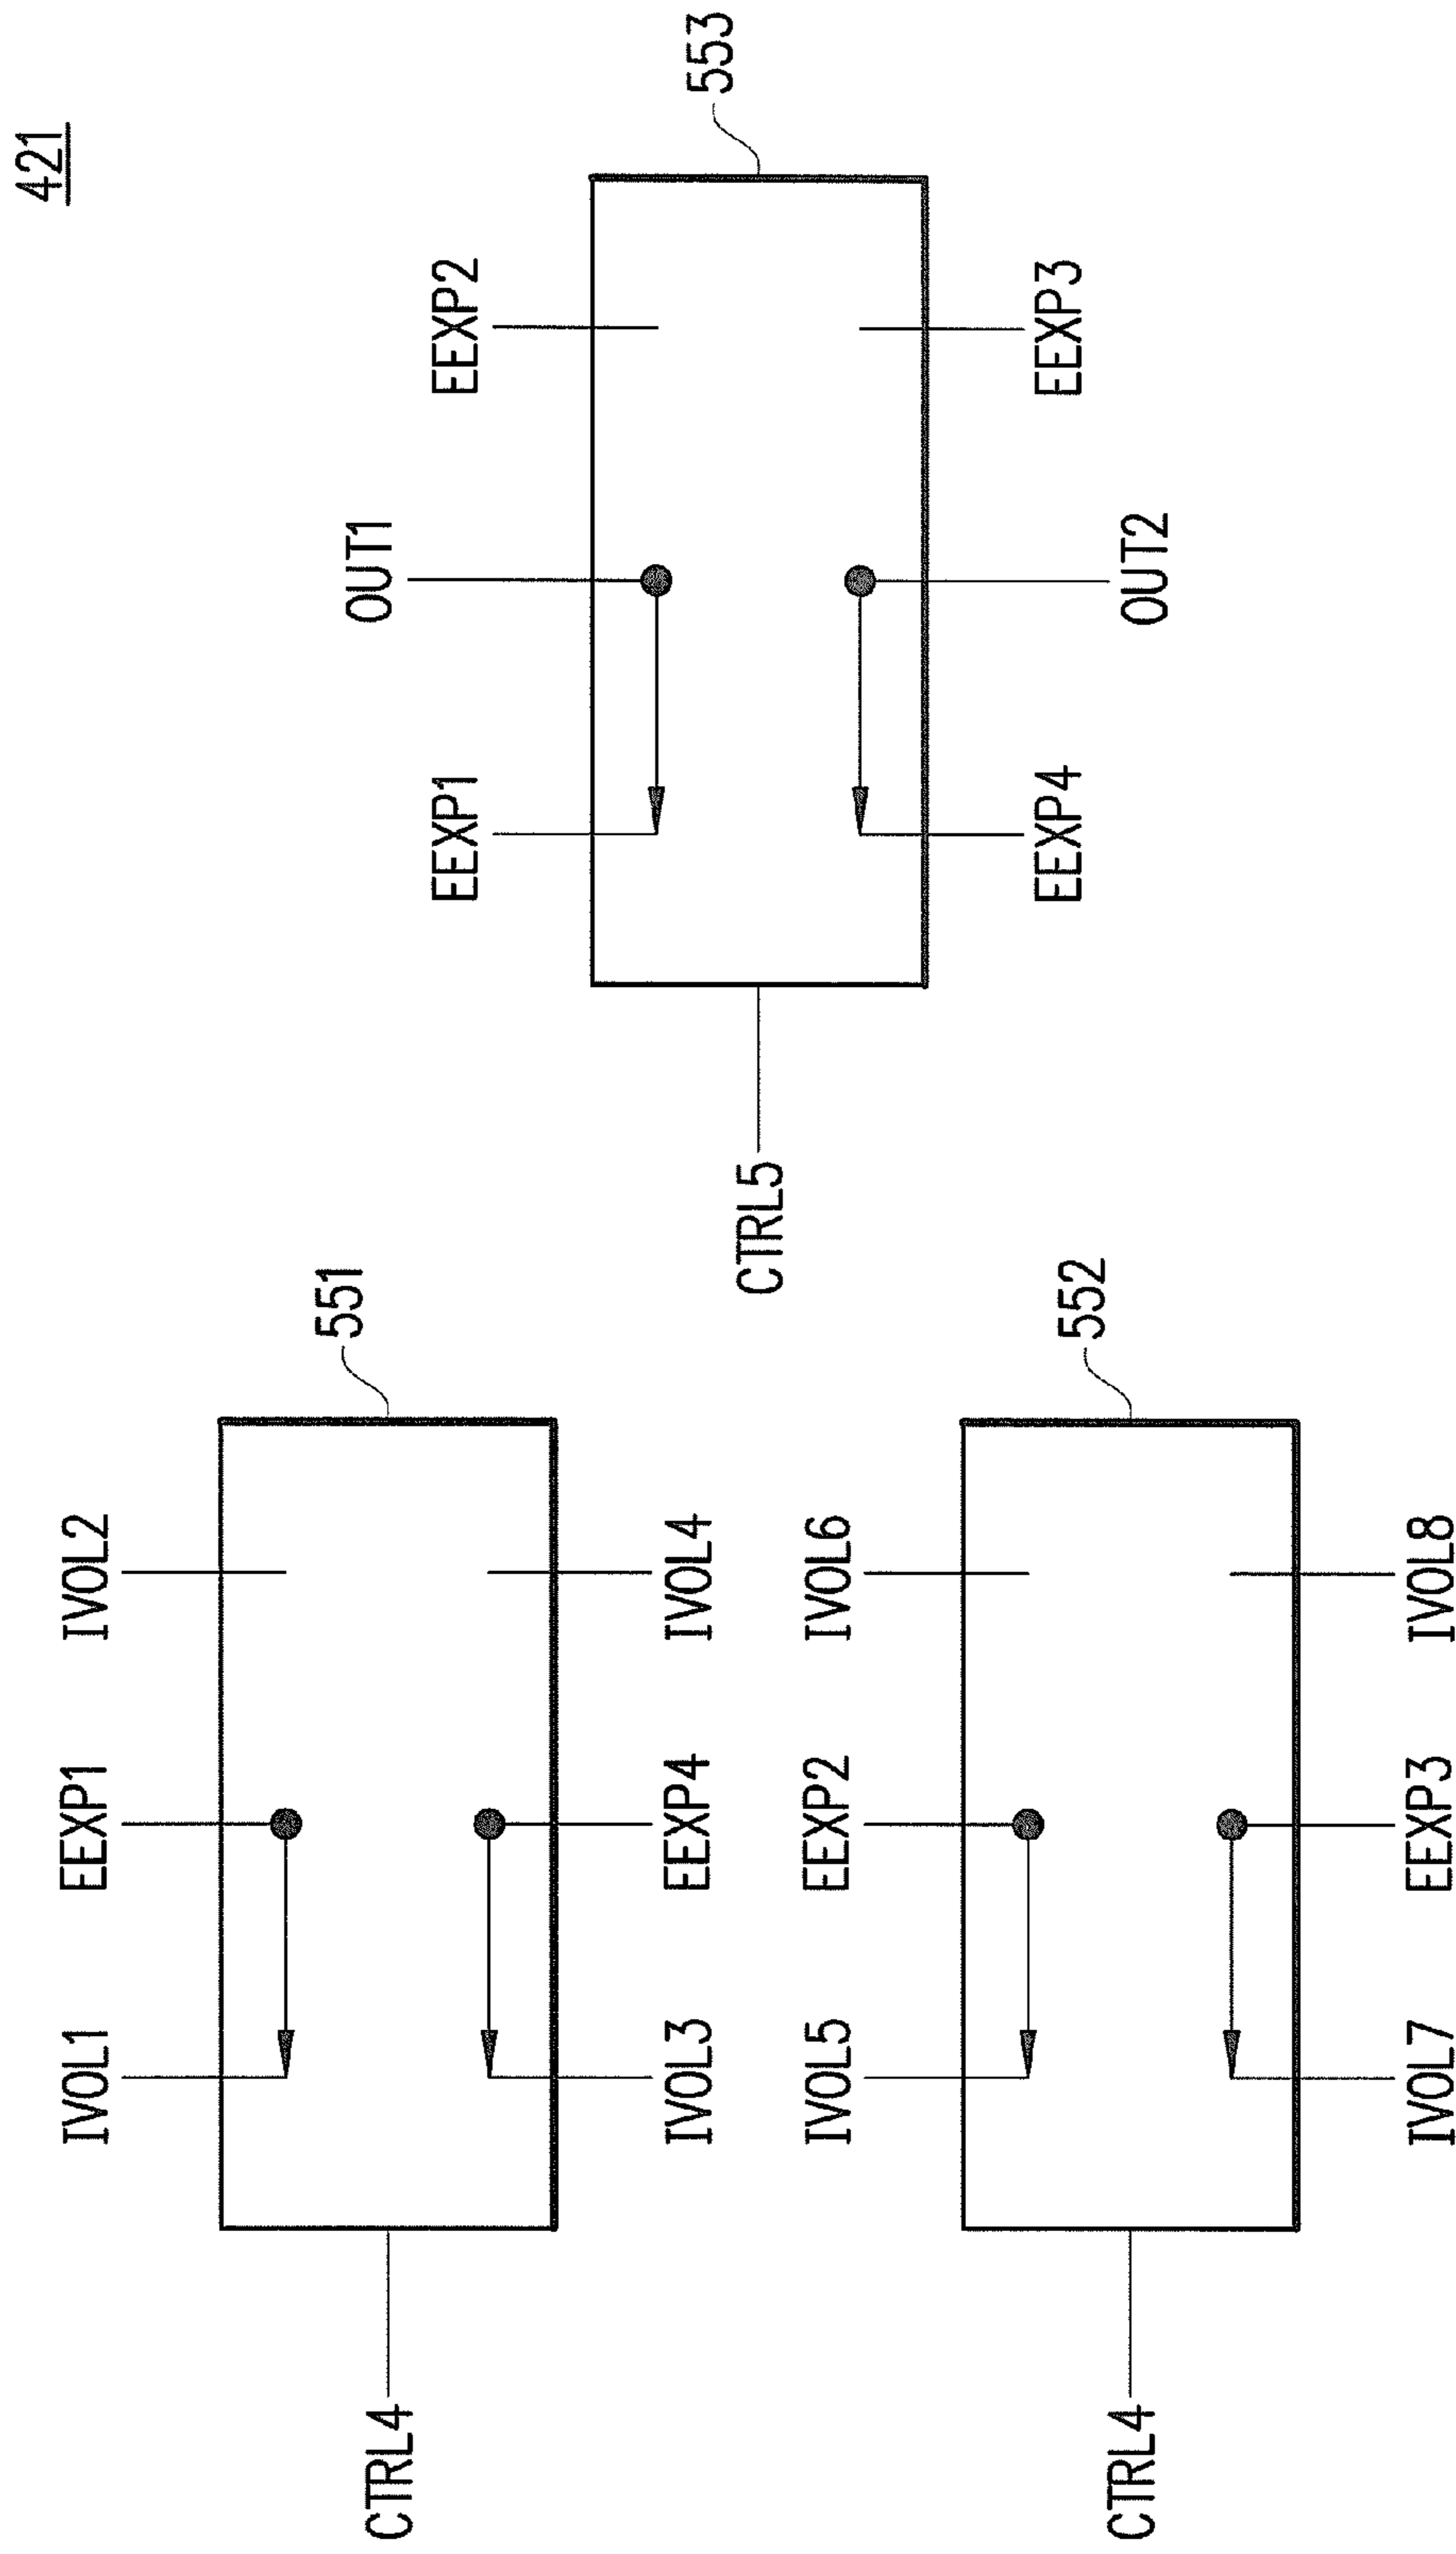 421
IVOL1
EEXP1
IVOL2
CTRL4
551
IVOL3
EEXP4
IVOL4
IVOL5
EEXP2
IVOL6
CTRL4
552
IVOL7
EEXP3
IVOL8
OUT1
EEXP1
EEXP2
CTRL5
553
EEXP4
EEXP3
OUT2